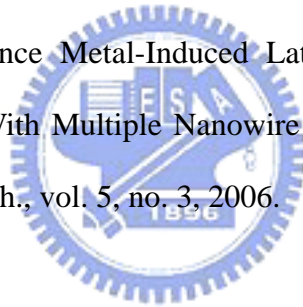 nce Metal-Induced Lat
With Multiple Nanowire
h., vol. 5, no. 3, 2006.
E S A
1896